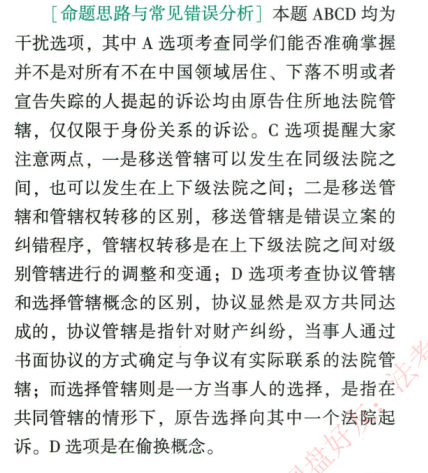 [命题思路与常见错误分析] 本题 ABCD 均为
干扰选项，其中 A 选项考查同学们能否准确掌握
并不是对所有不在中国领域居住、下落不明或者
宣告失踪的人提起的诉讼均由原告住所地法院管
辖，仅仅限于身份关系的诉讼。C 选项提醒大家
注意两点，一是移送管辖可以发生在同级法院之
间，也可以发生在上下级法院之间；二是移送管
辖和管辖权转移的区别，移送管辖是错误立案的
纠错程序，管辖权转移是在上下级法院之间对级
别管辖进行的调整和变通；D 选项考查协议管辖
和选择管辖概念的区别，协议显然是双方共同达
成的，协议管辖是指针对财产纠纷，当事人通过
书面协议的方式确定与争议有实际联系的法院管
辖；而选择管辖则是一方当事人的选择，是指在
共同管辖的情形下，原告选择向其中一个法院起
诉。D 选项是在偷换概念。
盘好反：法考